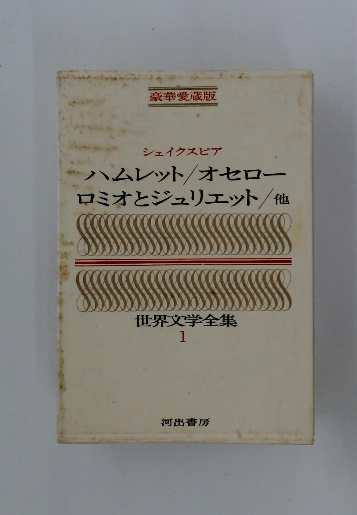 豪華愛蔵版
シェイクスピア
ハムレット/オセロー
ロミオとジュリエット/他
世界文学全集
1
河出書房